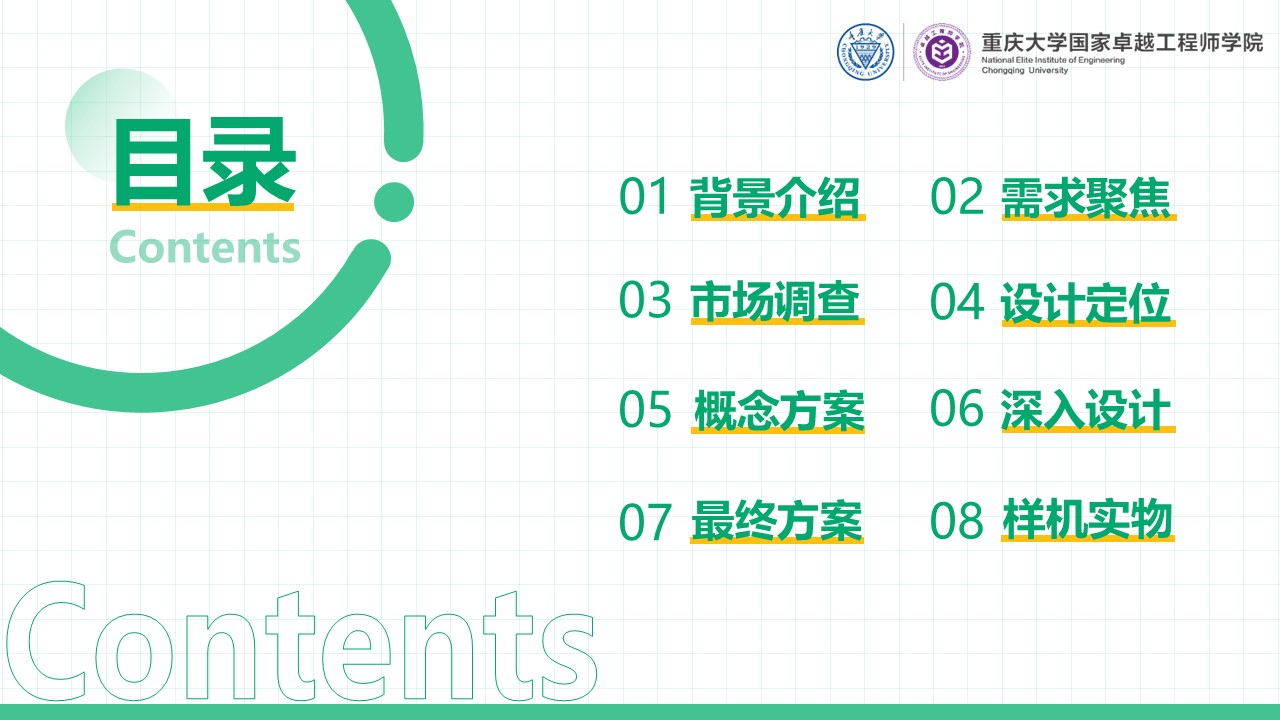 重庆大学国家卓越工程师学院
National Elite Institute of Engineering
Chongqing University
目录
Contents
01 背景介绍
02 需求聚焦
03 市场调查
04 设计定位
05 概念方案
06 深入设计
07 最终方案
08 样机实物
Contents